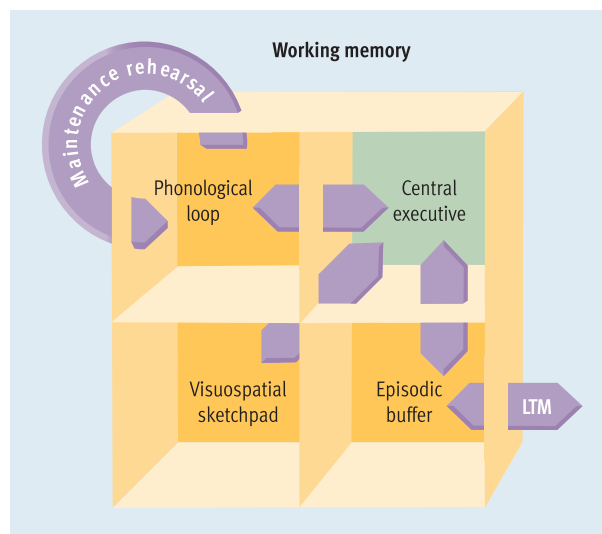 Working memory
Maintenance rehearsal
Phonological
loop
Central
executive
Visuospatial
sketchpad
Episodic
buffer
LTM